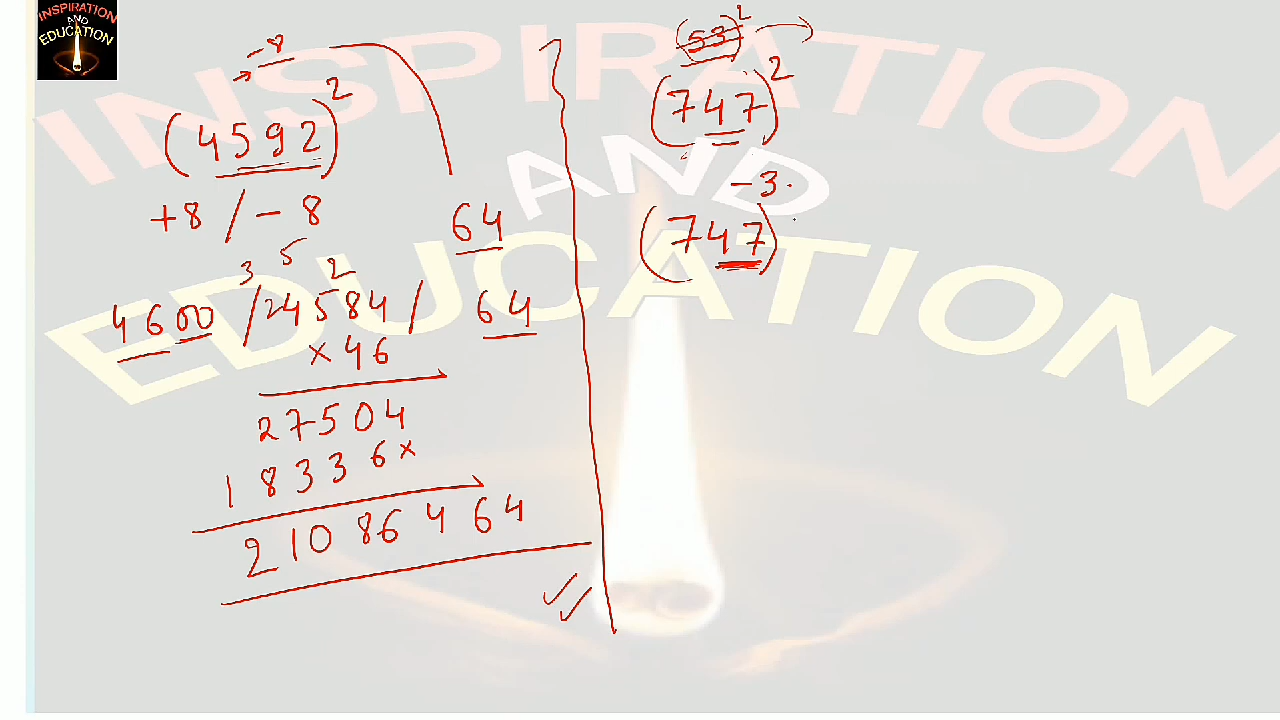 INSPIRATION
AND
EDUCATION
INSPIRATION
AND
EDUCATION
-8
(4592)²
+8 / - 8
64
3 5 2
4600 / 24584 / 64
× 46
27504
18336×
21086464
(53)²
(747)²
-3.
(747)